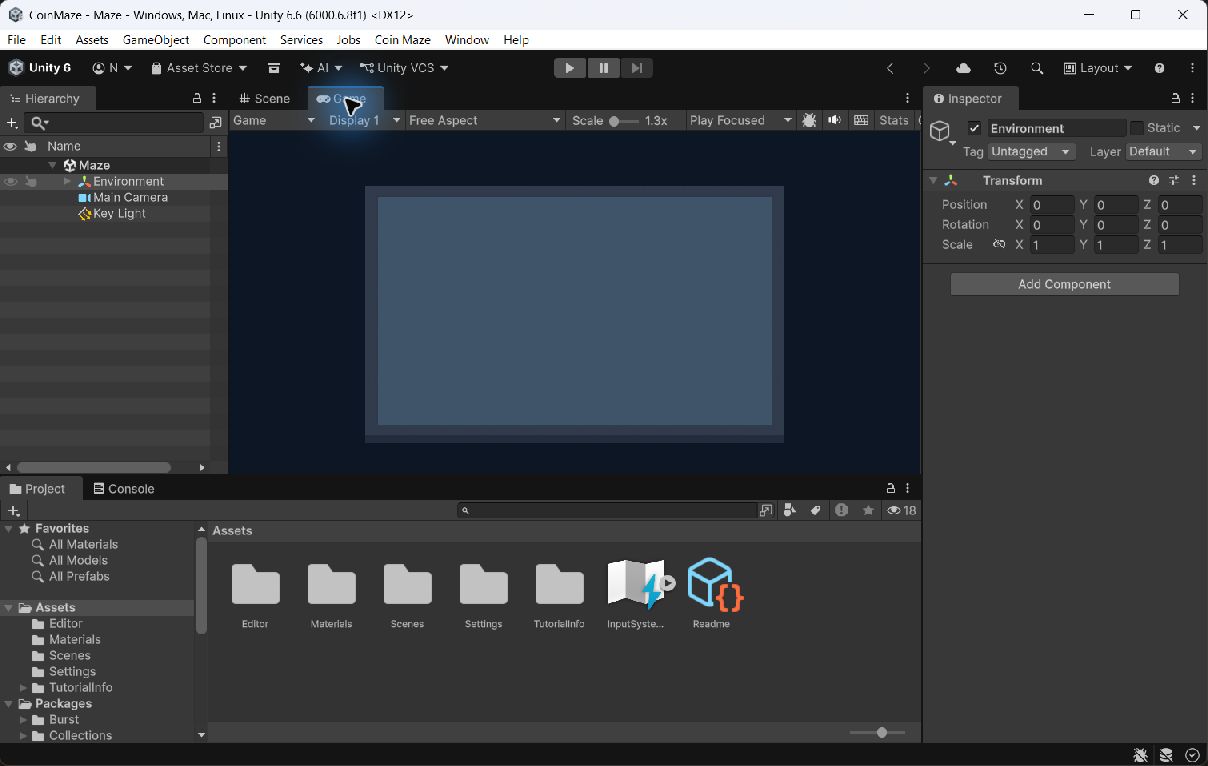 CoinMaze - Maze - Windows, Mac, Linux - Unity 6.6 (6000.6.8f1) <DX12>
File Edit Assets GameObject Component Services Jobs Coin Maze Window Help
Unity 6 N Asset Store AI Unity VCS Layout
Hierarchy
Scene
Inspector
Game Display 1 Free Aspect Scale 1.3x Play Focused Stats
Name
Maze
Environment
Main Camera
Key Light
Environment Static
Tag Untagged Layer Default
Transform
Position X 0 Y 0 Z 0
Rotation X 0 Y 0 Z 0
Scale X 1 Y 1 Z 1
Add Component
Project Console
18
Favorites
All Materials
All Models
All Prefabs
Assets
Editor
Materials
Scenes
Settings
TutorialInfo
Packages
Burst
Collections
Assets
Editor Materials Scenes Settings TutorialInfo InputSyste... Readme